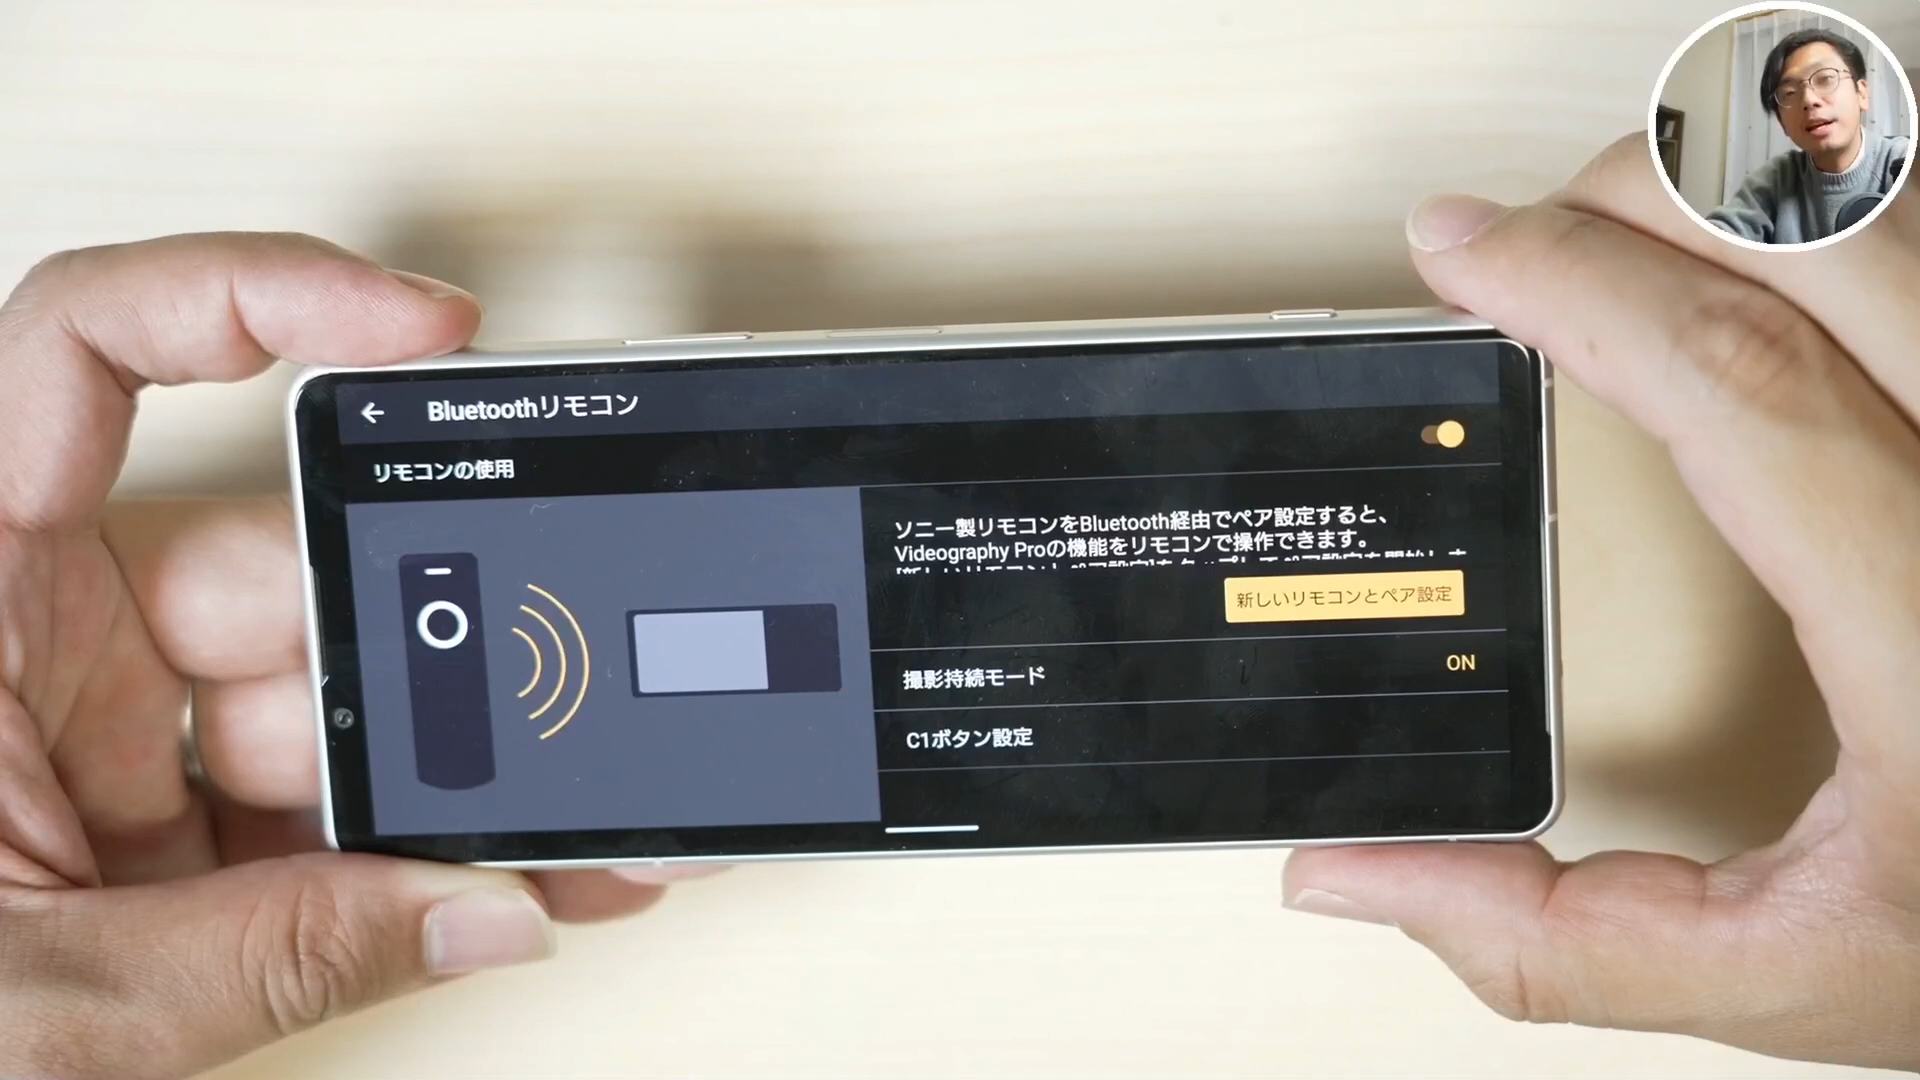 Bluetoothリモコン
リモコンの使用
ソニー製リモコンをBluetooth経由でペア設定すると、
Videography Proの機能をリモコンで操作できます。
新しいリモコンとペア設定
撮影持続モード
ON
C1ボタン設定